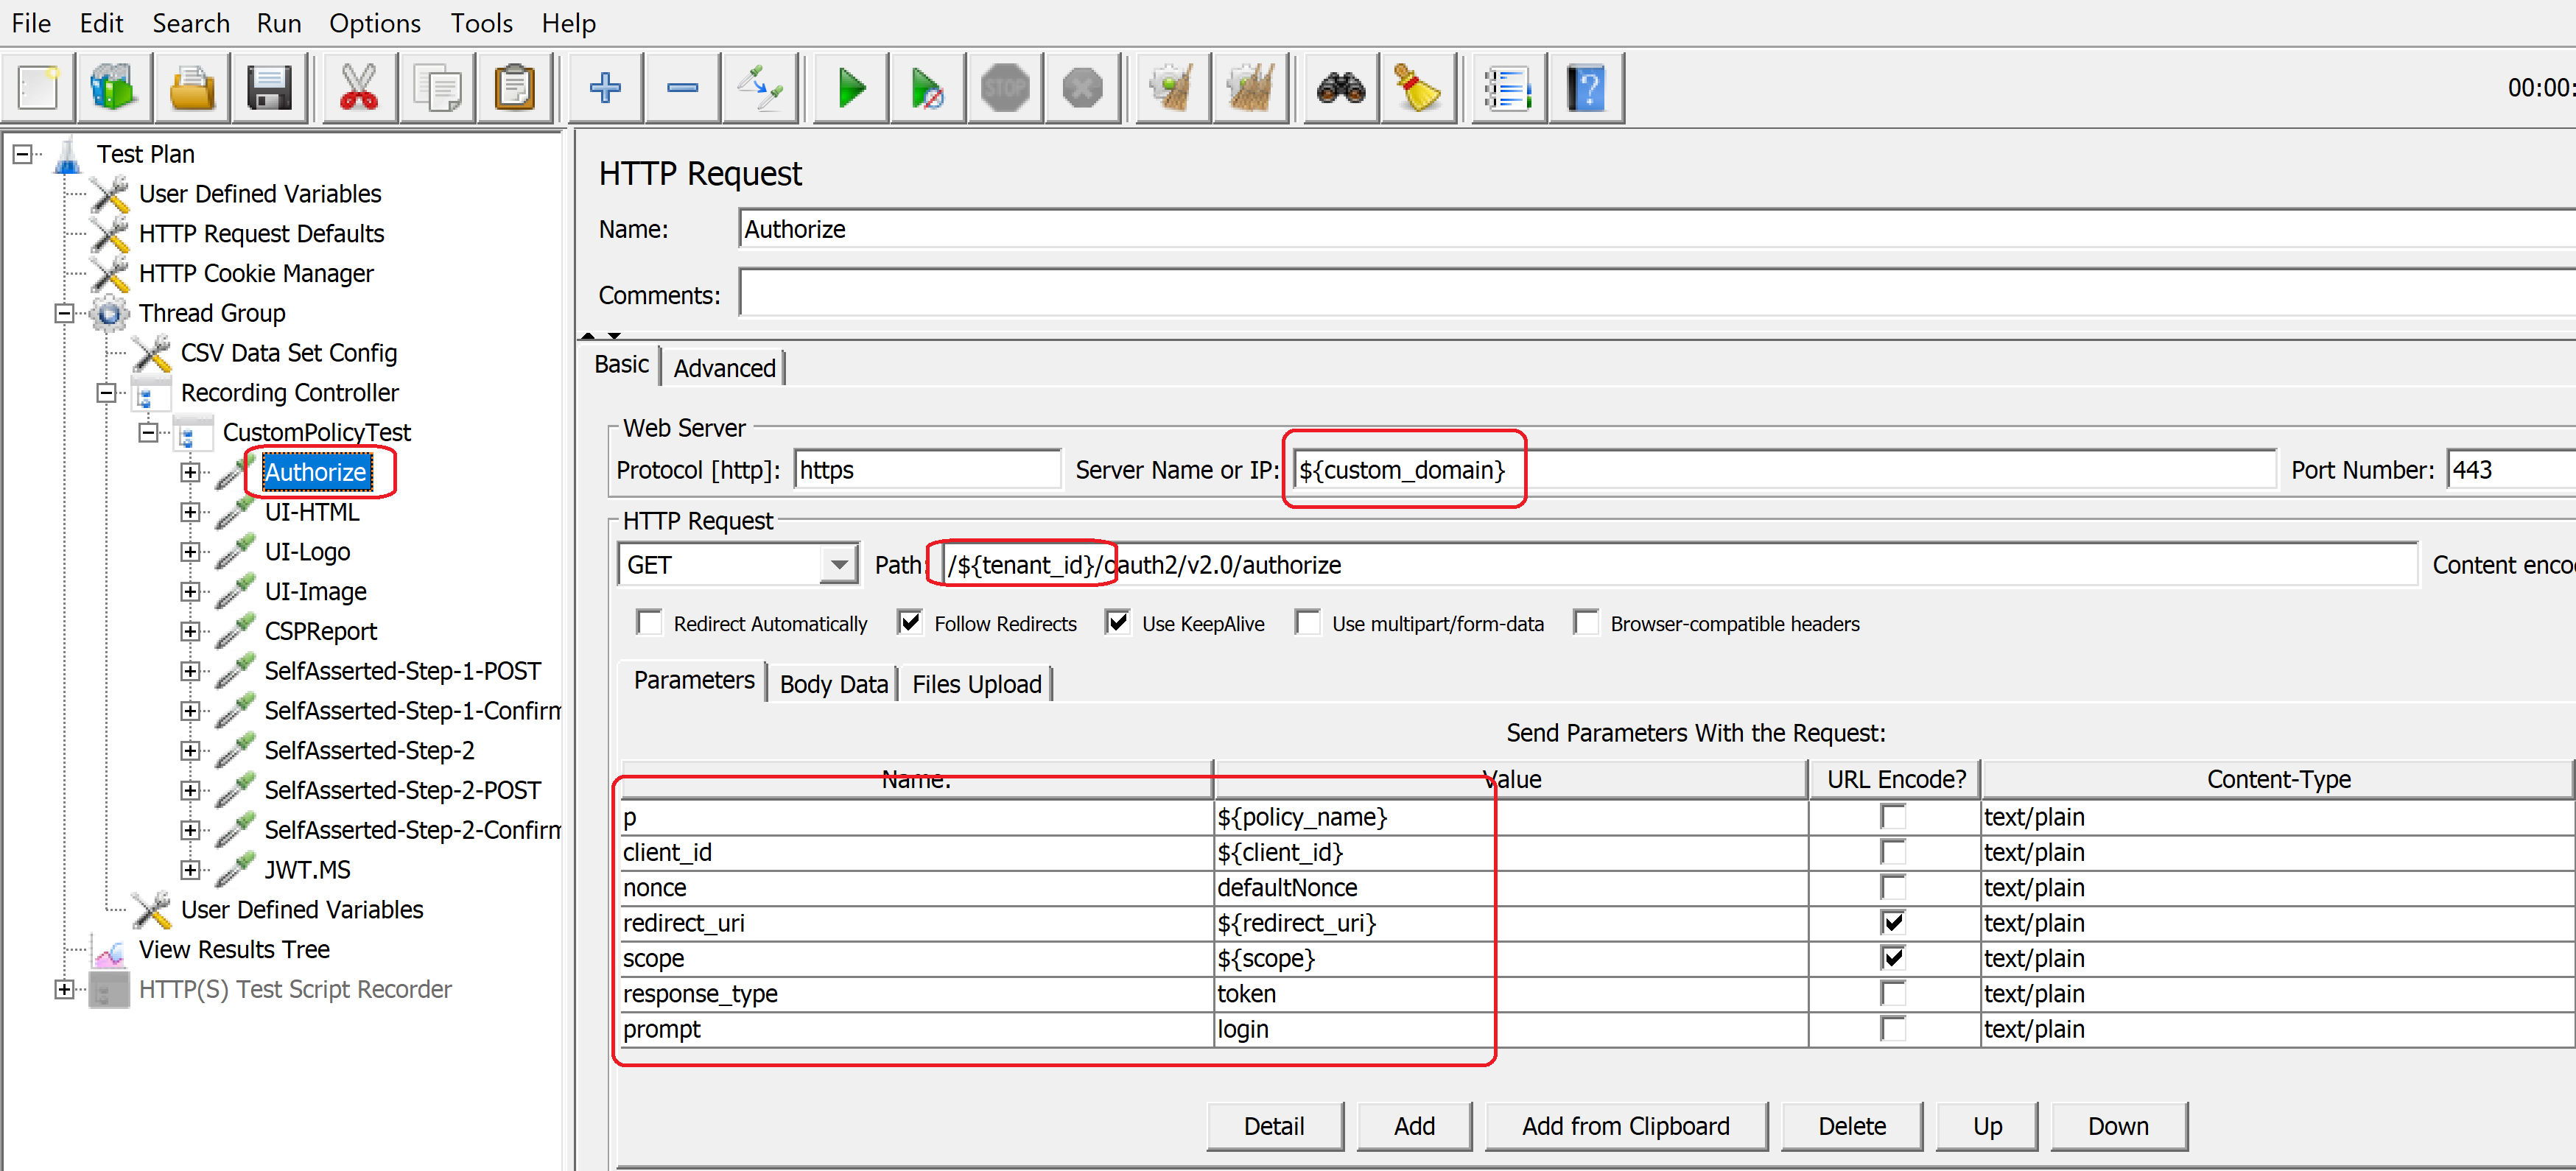 File Edit Search Run Options Tools Help
STOP
00:00:
Test Plan
User Defined Variables
HTTP Request Defaults
HTTP Cookie Manager
Thread Group
CSV Data Set Config
Recording Controller
CustomPolicyTest
Authorize
UI-HTML
UI-Logo
UI-Image
CSPReport
SelfAsserted-Step-1-POST
SelfAsserted-Step-1-Confirm
SelfAsserted-Step-2
SelfAsserted-Step-2-POST
SelfAsserted-Step-2-Confirm
JWT.MS
User Defined Variables
View Results Tree
HTTP(S) Test Script Recorder
HTTP Request
Name: Authorize
Comments:
Basic Advanced
Web Server
Protocol [http]: https Server Name or IP: ${custom_domain} Port Number: 443
HTTP Request
GET Path: /${tenant_id}/oauth2/v2.0/authorize Content enco
Redirect Automatically Follow Redirects Use KeepAlive Use multipart/form-data Browser-compatible headers
Parameters Body Data Files Upload
Send Parameters With the Request:
Name: Value URL Encode? Content-Type
p ${policy_name} text/plain
client_id ${client_id} text/plain
nonce defaultNonce text/plain
redirect_uri ${redirect_uri} text/plain
scope ${scope} text/plain
response_type token text/plain
prompt login text/plain
Detail Add Add from Clipboard Delete Up Down